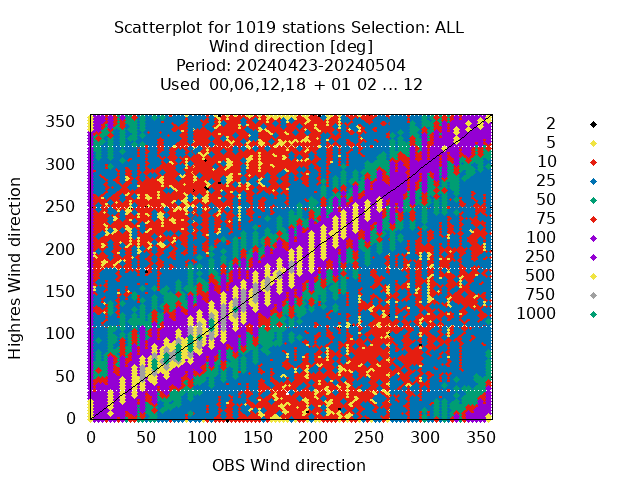 Scatterplot for 1019 stations Selection: ALL
Wind direction [deg]
Period: 20240423-20240504
Used 00,06,12,18 + 01 02 ... 12
Highres Wind direction
350
300
250
200
150
100
50
0
0 50 100 150 200 250 300 350
OBS Wind direction
2
5
10
25
50
75
100
250
500
750
1000